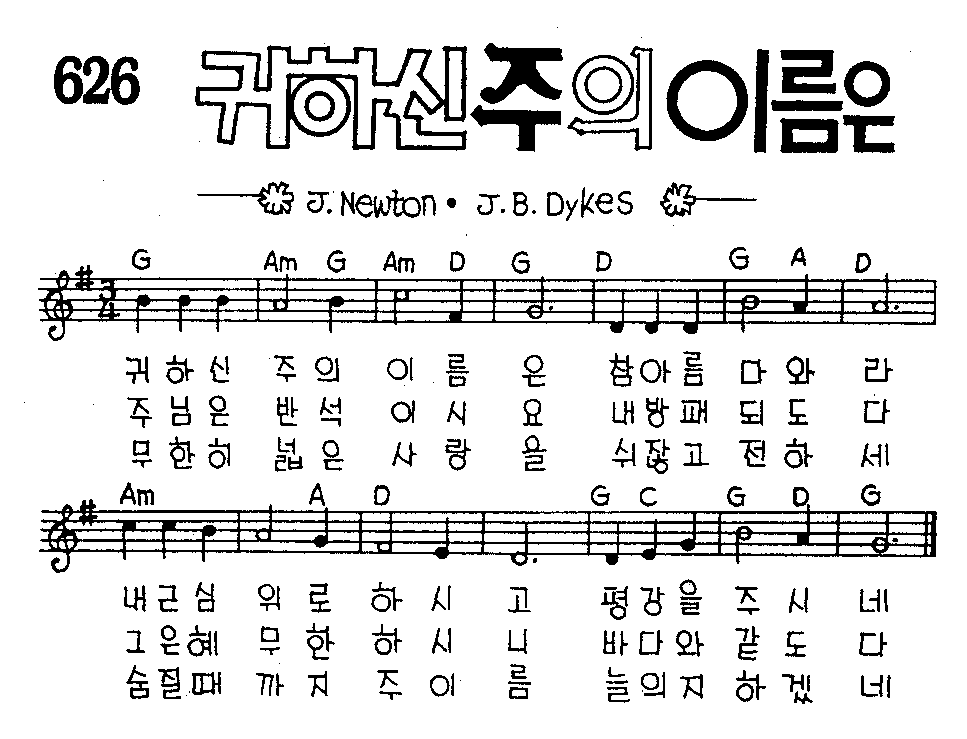 626 귀하신 주의 이름은
J. Newton • J. B. Dykes
G Am G Am D G D G A D
3 4
귀하신 주의 이름은 참아름다와라
주님은 반석이시요 내방패되도다
무한히 넓은 사랑을 쉬잖고 전하세
Am A D G C G D G
내근심 위로하시고 평강을 주시네
그은혜 무한하시니 바다와 같도다
숨질때까지 주이름 늘의지하겠네